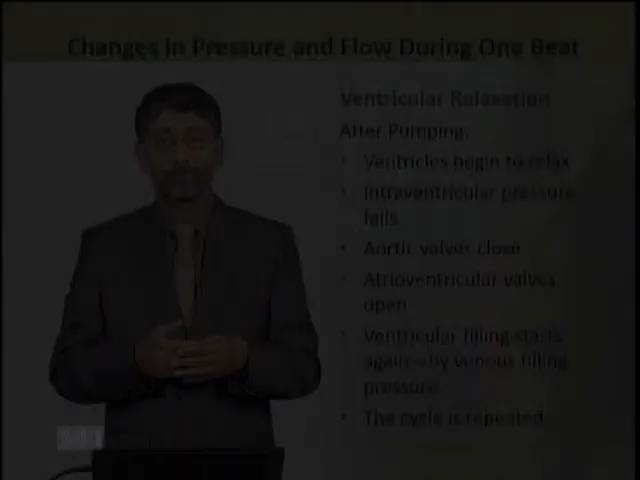 Changes in Pressure and Flow During One Beat
Ventricular Relaxation
After Pumping:
• Ventricles begin to relax
• Intraventricular pressure
falls
• Aortic valves close
• Atrioventricular valves
open
• Ventricular filling starts
again—by venous filling
pressure
• The cycle is repeated